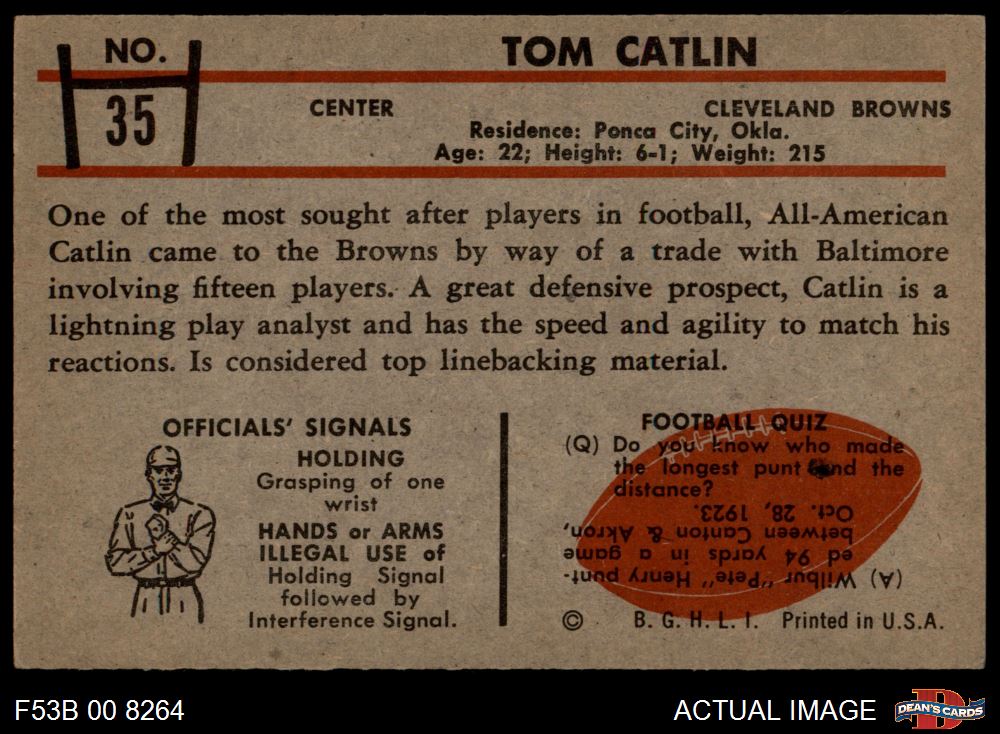 NO.
35
TOM CATLIN
CENTER
CLEVELAND BROWNS
Residence: Ponca City, Okla.
Age: 22; Height: 6-1; Weight: 215
One of the most sought after players in football, All-American
Catlin came to the Browns by way of a trade with Baltimore
involving fifteen players. A great defensive prospect, Catlin is a
lightning play analyst and has the speed and agility to match his
reactions. Is considered top linebacking material.
OFFICIALS' SIGNALS
HOLDING
Grasping of one
wrist
HANDS or ARMS
ILLEGAL USE of
Holding Signal
followed by
Interference Signal.
FOOTBALL QUIZ
(Q) Do you know who made
the longest punt and the
distance?
(A) Wilbur "Pete" Henry punt-
ed 94 yards in a game
between Canton & Akron,
Oct. 28, 1923.
© B. G. H. L. I. Printed in U.S.A.
F53B 00 8264
ACTUAL IMAGE
DEAN'S CARDS